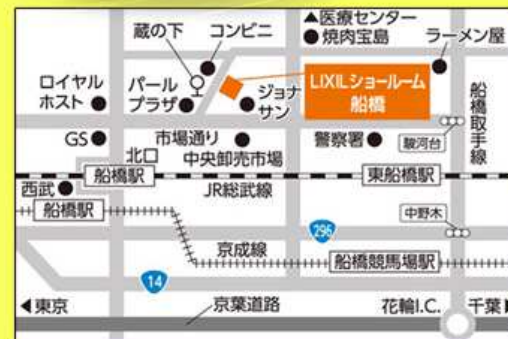 蔵の下
コンビニ
▲医療センター
●焼肉宝島
ラーメン屋
ロイヤル
ホスト
パール
プラザ
ジョナ
サン
LIXILショールーム
船橋
船橋取手線
駿河台
GS
市場通り
中央卸売市場
警察署
北口
船橋駅
東船橋駅
西武
JR総武線
船橋駅
中野木
296
京成線
船橋競馬場駅
14
◀東京
京葉道路
花輪I.C.
千葉▶